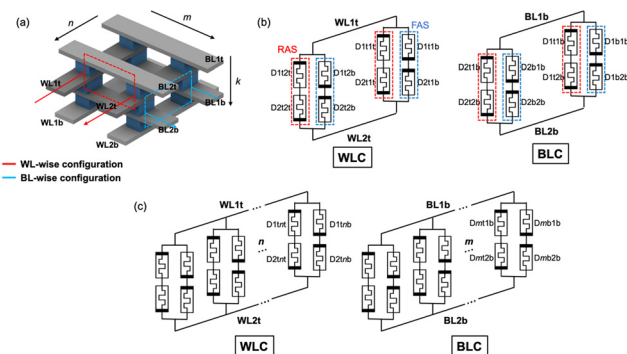 (a)
n
m
k
BL1t
WL1t
BL2t
BL1b
WL2t
WL1b
BL2b
WL2b
WL-wise configuration
BL-wise configuration
(b)
WL1t
RAS
FAS
D1t1t
D1t1b
D1t2t
D1t2b
D2t1t
D2t1b
D2t2t
D2t2b
WL2t
WLC
BL1b
D1t1b
D1b1b
D2t1b
D2b1b
D1t2b
D1b2b
D2t2b
D2b2b
BL2b
BLC
(c)
WL1t
...
D1tnt
D1tnb
n
...
D2tnt
D2tnb
...
WL2t
WLC
BL1b
...
Dmt1b
Dmb1b
m
...
Dmt2b
Dmb2b
...
BL2b
BLC